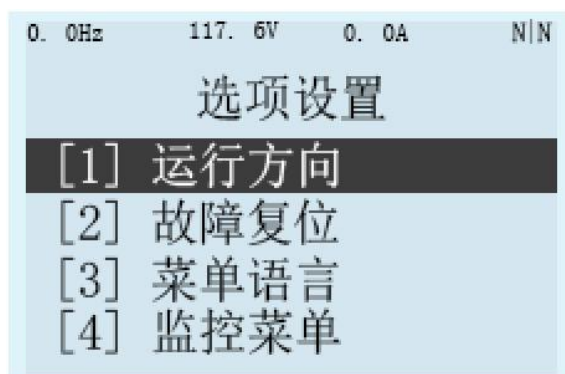 0. 0Hz 117. 6V 0. 0A N|N
选项设置
[1] 运行方向
[2] 故障复位
[3] 菜单语言
[4] 监控菜单